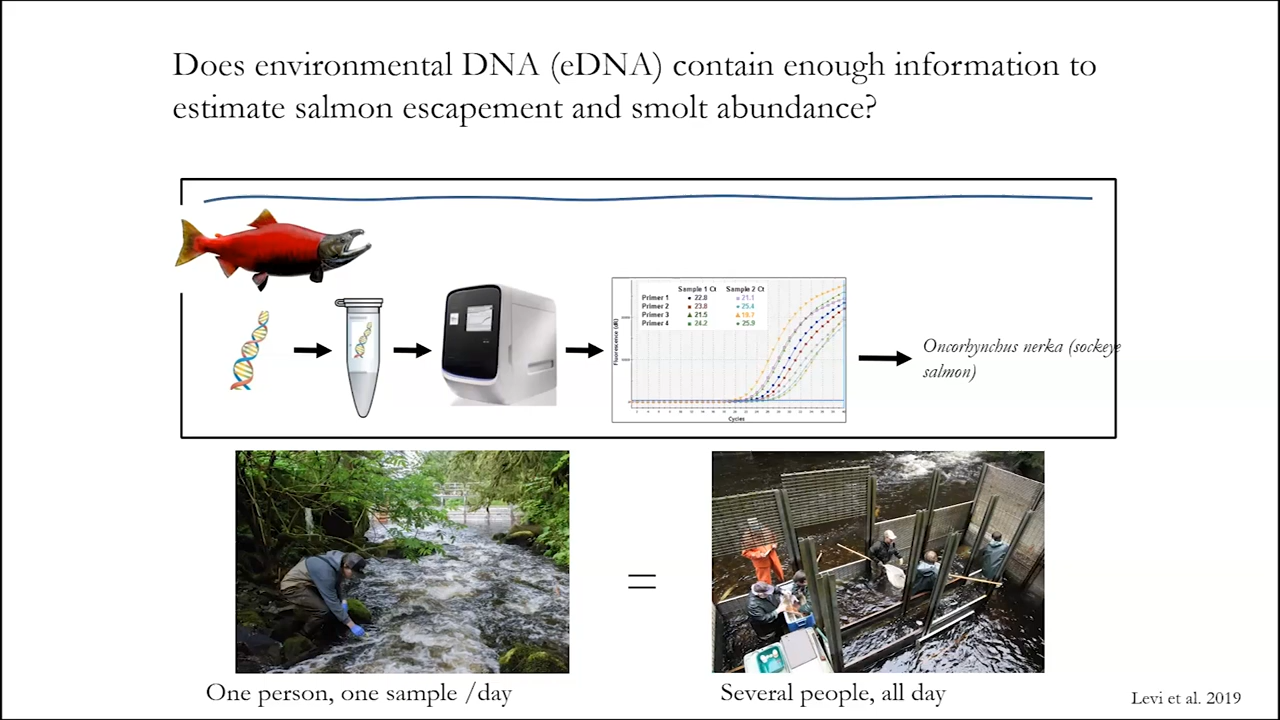 Does environmental DNA (eDNA) contain enough information to
estimate salmon escapement and smolt abundance?
Sample 1 Ct Sample 2 Ct
Primer 1 22.8 21.1
Primer 2 23.8 25.4
Primer 3 21.5 18.7
Primer 4 24.2 25.9
Fluorescence (dR)
Cycles
Oncorhynchus nerka (sockeye
salmon)
=
One person, one sample /day
Several people, all day
Levi et al. 2019